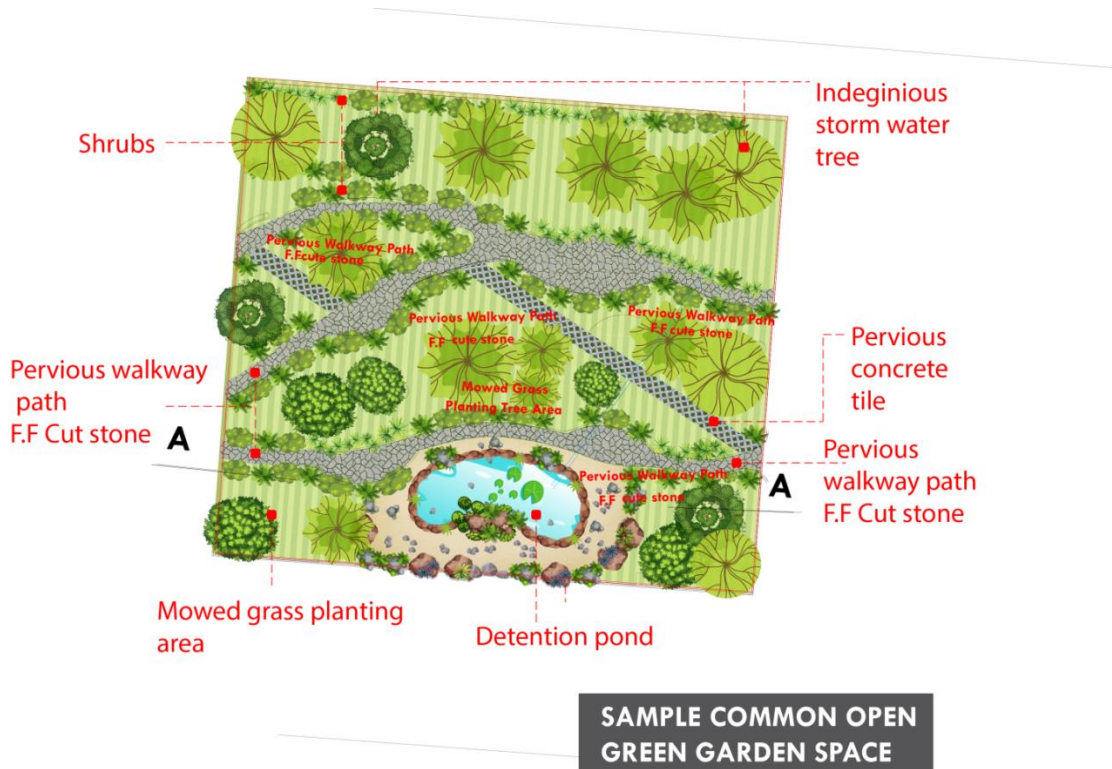 Indeginious
storm water
tree
Shrubs
Pervious Walkway Path
F.Fcute stone
Pervious Walkway Path
F.F cute stone
Pervious Walkway Path
F.F cute stone
Pervious
concrete
tile
Pervious walkway
path
F.F Cut stone
Mowed Grass
Planting Tree Area
A
Pervious
walkway path
F.F Cut stone
Pervious Walkway Path
F.F cute stone
A
Mowed grass planting
area
Detention pond
SAMPLE COMMON OPEN
GREEN GARDEN SPACE